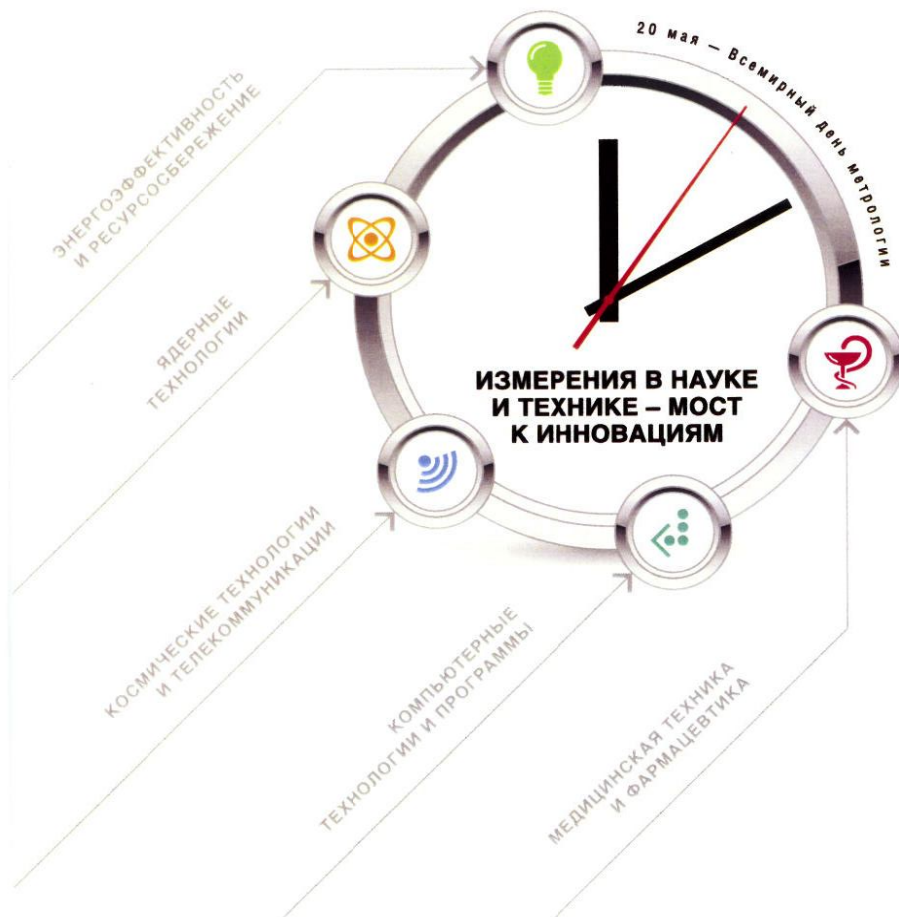 20 мая — Всемирный день метрологии
ЭНЕРГОЭФФЕКТИВНОСТЬ
И РЕСУРСОСБЕРЕЖЕНИЕ
ЯДЕРНЫЕ
ТЕХНОЛОГИИ
ИЗМЕРЕНИЯ В НАУКЕ
И ТЕХНИКЕ – МОСТ
К ИННОВАЦИЯМ
КОСМИЧЕСКИЕ ТЕХНОЛОГИИ
И ТЕЛЕКОММУНИКАЦИИ
КОМПЬЮТЕРНЫЕ
ТЕХНОЛОГИИ И ПРОГРАММЫ
МЕДИЦИНСКАЯ ТЕХНИКА
И ФАРМАЦЕВТИКА